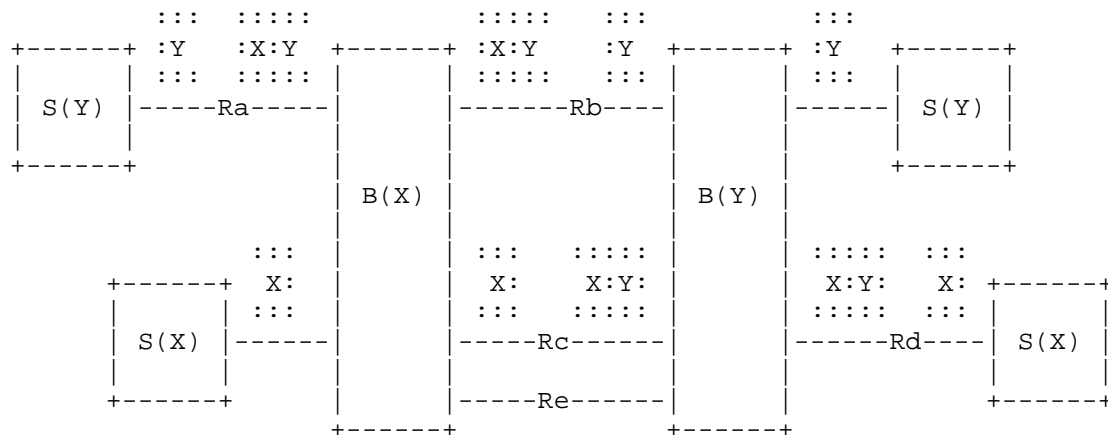 :::   :::::                 :::::   :::             :::
+------+ :Y   :X:Y +------+ :X:Y   :Y +------+ :Y +------+
|      | :::   ::::: |      | :::::   ::: |      | ::: |      |
| S(Y) |-----Ra-----|      |-------Rb----|      |------| S(Y) |
|      |            |      |             |      |      |      |
+------+            |      |             |      |      +------+
| B(X) |             | B(Y) |
|      |             |      |
:::   |      | :::   ::::: |      | :::::   :::
+------+ X: |      | X:   X:Y: |      | X:Y:   X: +------+
|      | ::: |      | :::   ::::: |      | :::::   ::: |      |
| S(X) |------|      |-----Rc------|      |-----Rd----| S(X) |
|      |      |      |             |      |           |      |
+------+      |      |-----Re------|      |           +------+
+------+             +------+